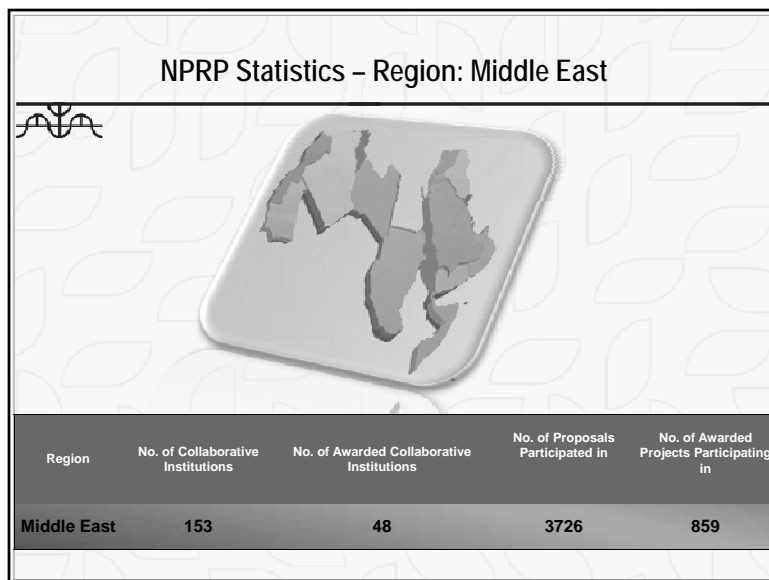 NPRP Statistics – Region: Middle East
Region
No. of Collaborative
Institutions
No. of Awarded Collaborative
Institutions
No. of Proposals
Participated in
No. of Awarded
Projects Participating
in
Middle East 153 48 3726 859